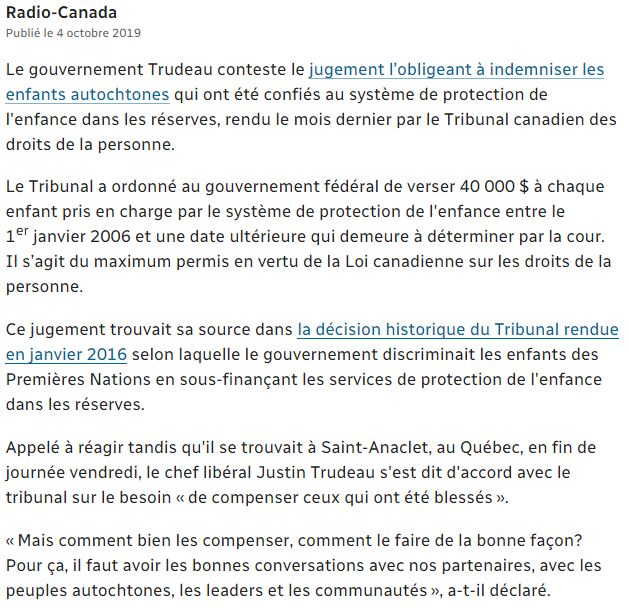 Radio-Canada
Publié le 4 octobre 2019
Le gouvernement Trudeau conteste le jugement l'obligeant à indemniser les
enfants autochtones qui ont été confiés au système de protection de
l'enfance dans les réserves, rendu le mois dernier par le Tribunal canadien des
droits de la personne.
Le Tribunal a ordonné au gouvernement fédéral de verser 40 000 $ à chaque
enfant pris en charge par le système de protection de l'enfance entre le
1er janvier 2006 et une date ultérieure qui demeure à déterminer par la cour.
Il s'agit du maximum permis en vertu de la Loi canadienne sur les droits de la
personne.
Ce jugement trouvait sa source dans la décision historique du Tribunal rendue
en janvier 2016 selon laquelle le gouvernement discriminait les enfants des
Premières Nations en sous-finançant les services de protection de l'enfance
dans les réserves.
Appelé à réagir tandis qu'il se trouvait à Saint-Anaclet, au Québec, en fin de
journée vendredi, le chef libéral Justin Trudeau s'est dit d'accord avec le
tribunal sur le besoin « de compenser ceux qui ont été blessés ».
« Mais comment bien les compenser, comment le faire de la bonne façon?
Pour ça, il faut avoir les bonnes conversations avec nos partenaires, avec les
peuples autochtones, les leaders et les communautés », a-t-il déclaré.